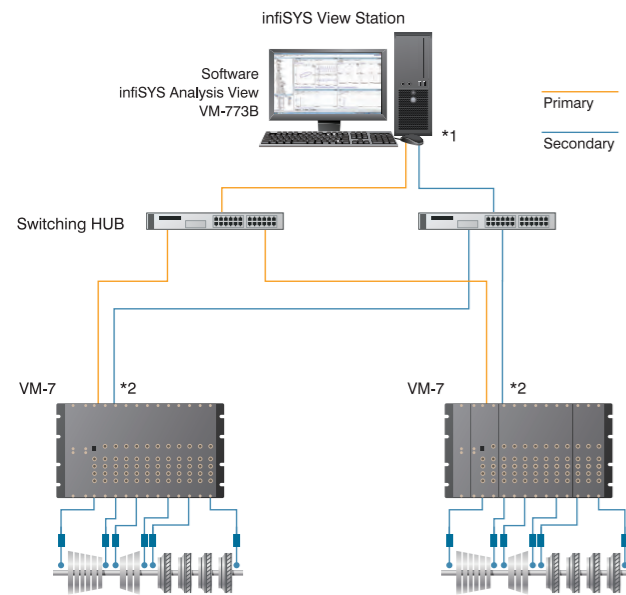 infiSYS View Station
Software
infiSYS Analysis View
VM-773B
*1
Primary
Secondary
Switching HUB
VM-7
*2
VM-7
*2